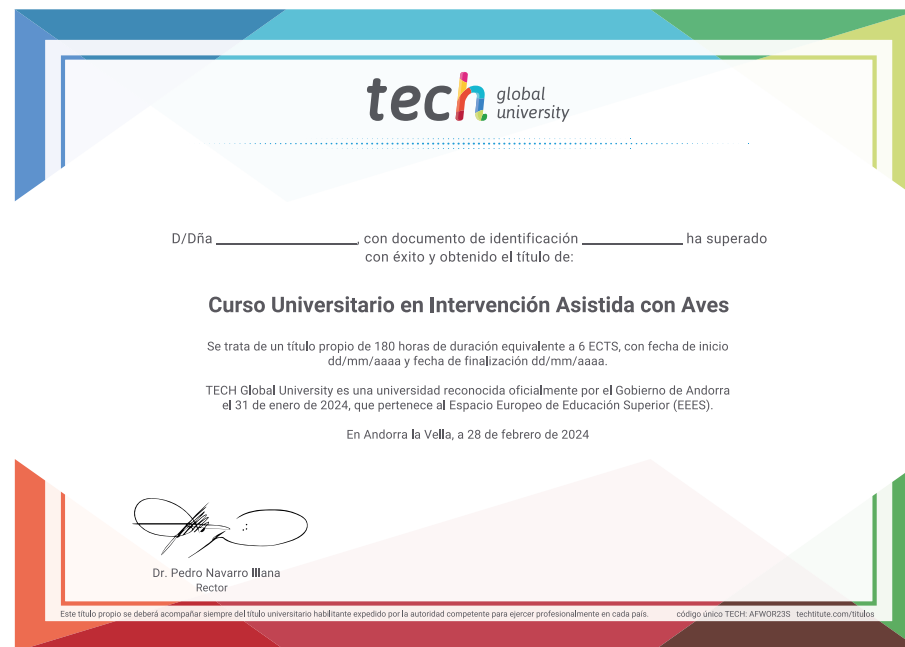 tech global university
D/Dña ______________, con documento de identificación __________ ha superado
con éxito y obtenido el título de:
Curso Universitario en Intervención Asistida con Aves
Se trata de un título propio de 180 horas de duración equivalente a 6 ECTS, con fecha de inicio
dd/mm/aaaa y fecha de finalización dd/mm/aaaa.
TECH Global University es una universidad reconocida oficialmente por el Gobierno de Andorra
el 31 de enero de 2024, que pertenece al Espacio Europeo de Educación Superior (EEES).
En Andorra la Vella, a 28 de febrero de 2024
Dr. Pedro Navarro Illana
Rector
Este título propio se deberá acompañar siempre del título universitario habilitante expedido por la autoridad competente para ejercer profesionalmente en cada país. código único TECH: AFWOR23S techtitute.com/titulos